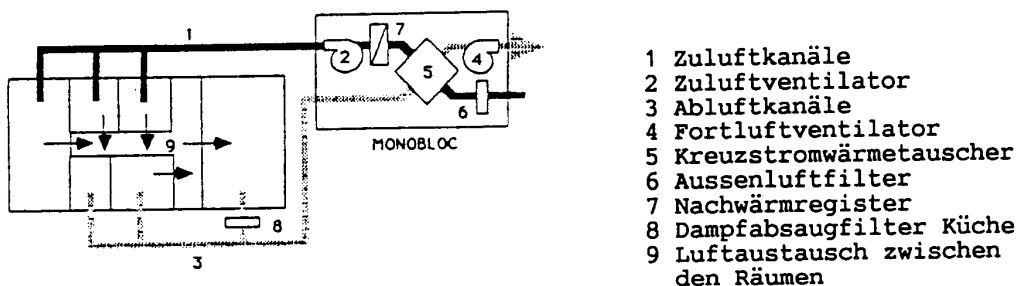 1
7
2
5
4
6
MONOBLOC
9
8
3
1 Zuluftkanäle
2 Zuluftventilator
3 Abluftkanäle
4 Fortluftventilator
5 Kreuzstromwärmetauscher
6 Aussenluftfilter
7 Nachwärmregister
8 Dampfabsaugfilter Küche
9 Luftaustausch zwischen
den Räumen